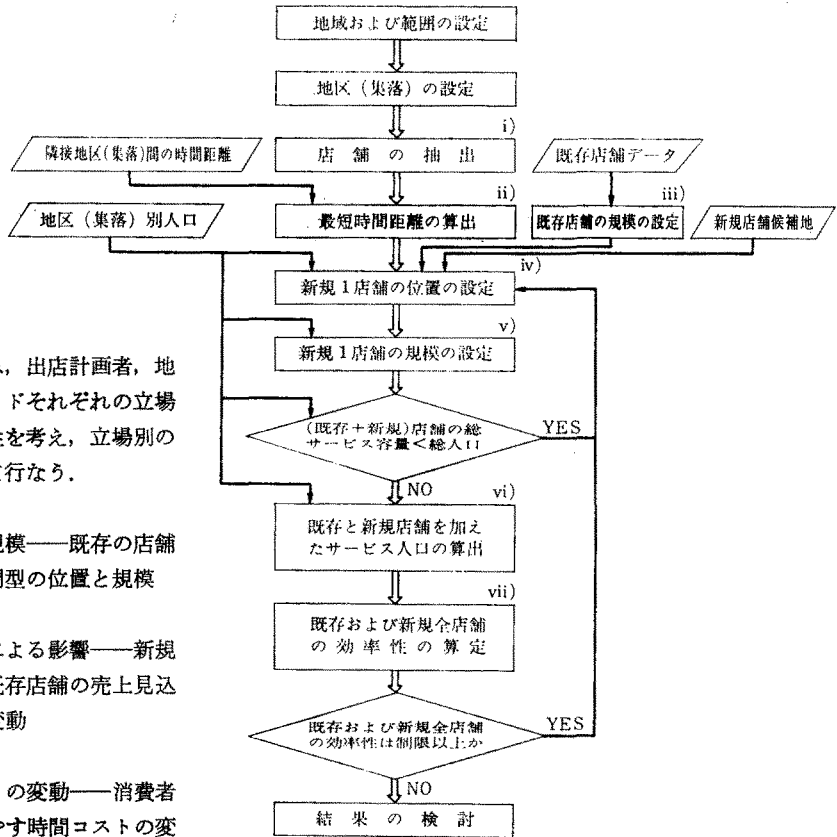 地域および範囲の設定
地区（集落）の設定
i)
隣接地区(集落)間の時間距離
店舗の抽出
既存店舗データ
ii)
iii)
地区（集落）別人口
最短時間距離の算出
既存店舗の規模の設定
新規店舗候補地
iv)
新規1店舗の位置の設定
v)
新規1店舗の規模の設定
(既存+新規)店舗の総
サービス容量<総人口
YES
NO
vi)
既存と新規店舗を加え
たサービス人口の算出
vii)
既存および新規全店舗
の効率性の算定
既存および新規全店舗
の効率性は制限以上か
YES
NO
結果の検討
，出店計画者，地
ドそれぞれの立場
を考え，立場別の
行なう．
規模——既存の店舗
型の位置と規模
による影響——新規
既存店舗の売上見込
変動
の変動——消費者
やす時間コストの変